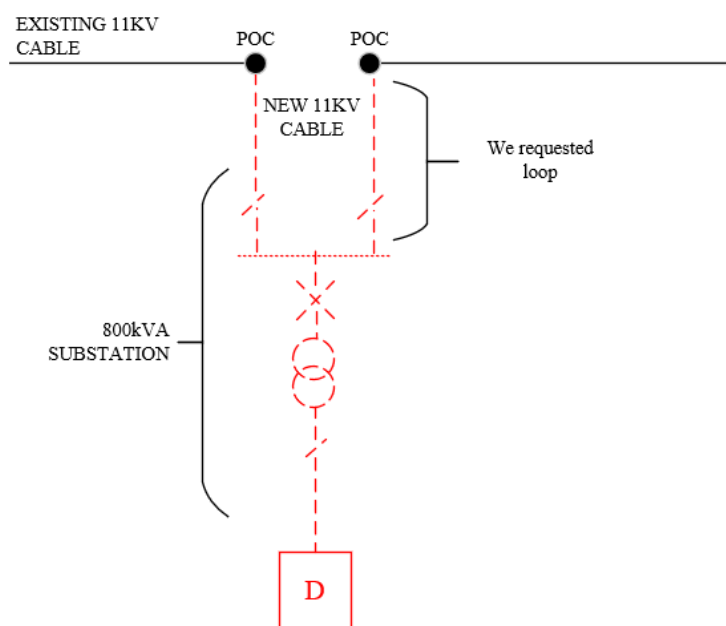 EXISTING 11KV
CABLE
POC
POC
NEW 11KV
CABLE
We requested
loop
800kVA
SUBSTATION
D